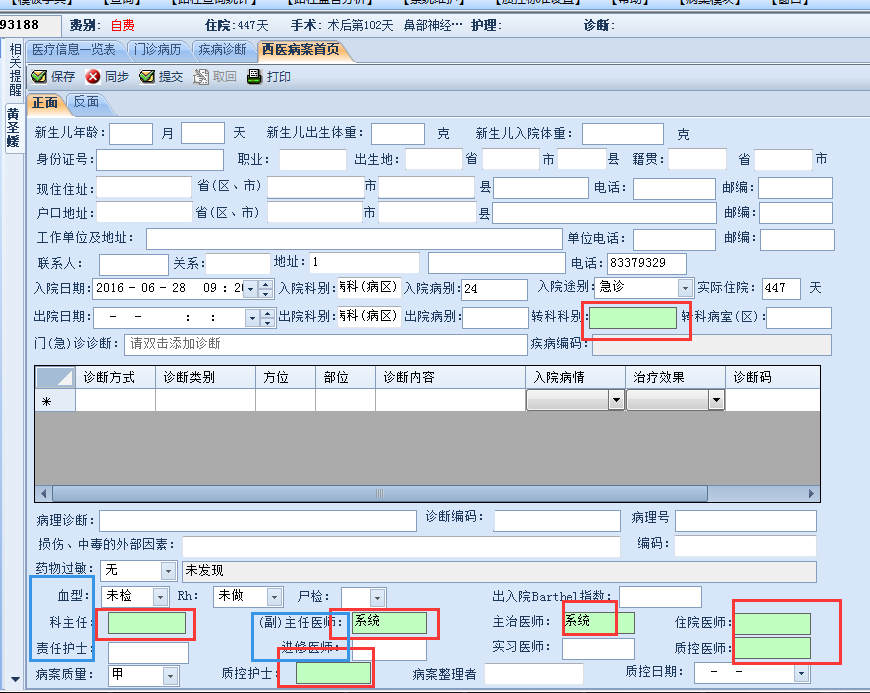 93188 费别: 自费 住院:447天 手术: 术后第102天 鼻部神经… 护理: 诊断:
相关提醒
黄圣媛
医疗信息一览表 门诊病历 疾病诊断 西医病案首页
保存 同步 提交 取回 打印
正面 反面
新生儿年龄: 月 天 新生儿出生体重: 克 新生儿入院体重: 克
身份证号: 职业: 出生地: 省 市 县 籍贯: 省 市
现住住址: 省(区、市) 市 县 电话: 邮编:
户口地址: 省(区、市) 市 县 邮编:
工作单位及地址: 单位电话: 邮编:
联系人: 关系: 地址: 1 电话: 83379329
入院日期: 2016-06-28 09: 入院科别: 科(病区) 入院病别: 24 入院途别: 急诊 实际住院: 447 天
出院日期: - - : : 出院科别: 科(病区) 出院病别: 转科科别: 转科病室(区):
门(急)诊诊断: 请双击添加诊断 疾病编码:
诊断方式 诊断类别 方位 部位 诊断内容 入院病情 治疗效果 诊断码
*
病理诊断: 诊断编码: 病理号
损伤、中毒的外部因素: 编码:
药物过敏: 无 未发现
血型: 未检 Rh: 未做 尸检: 出入院Barthel指数:
科主任: (副)主任医师: 系统 主治医师: 系统 住院医师:
责任护士: 进修医师: 实习医师: 质控医师:
病案质量: 甲 质控护士: 病案整理者 质控日期: - -